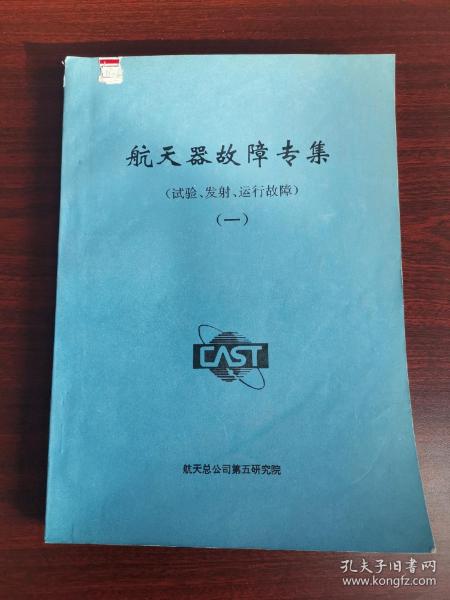 航天器故障专集
（试验、发射、运行故障）
（一）
CAST
航天总公司第五研究院
孔夫子旧书网
www.kongfz.com